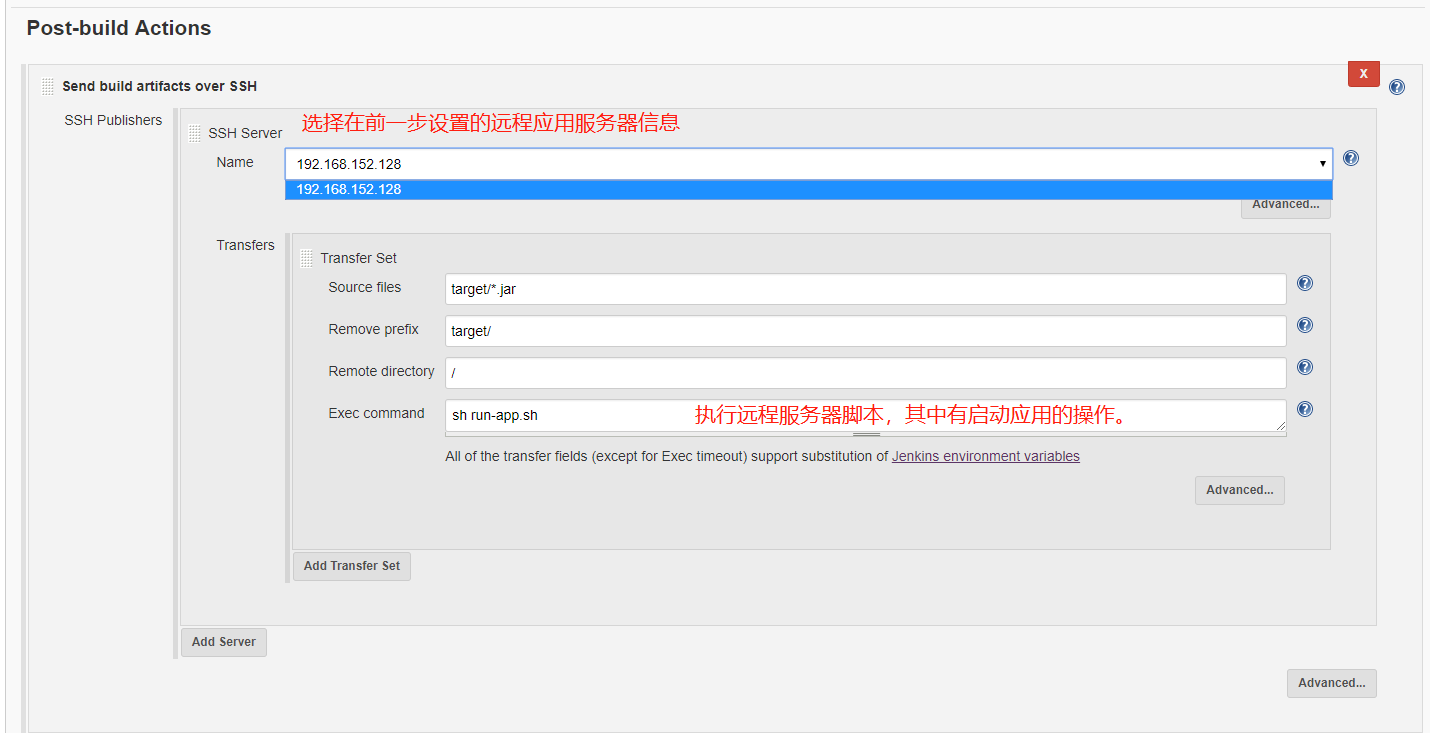 Post-build Actions
X
Send build artifacts over SSH
SSH Publishers
SSH Server
选择在前一步设置的远程应用服务器信息
Name
192.168.152.128
192.168.152.128
Advanced...
Transfers
Transfer Set
Source files
target/*.jar
Remove prefix
target/
Remote directory
/
Exec command
sh run-app.sh
执行远程服务器脚本，其中有启动应用的操作。
All of the transfer fields (except for Exec timeout) support substitution of Jenkins environment variables
Advanced...
Add Transfer Set
Add Server
Advanced...